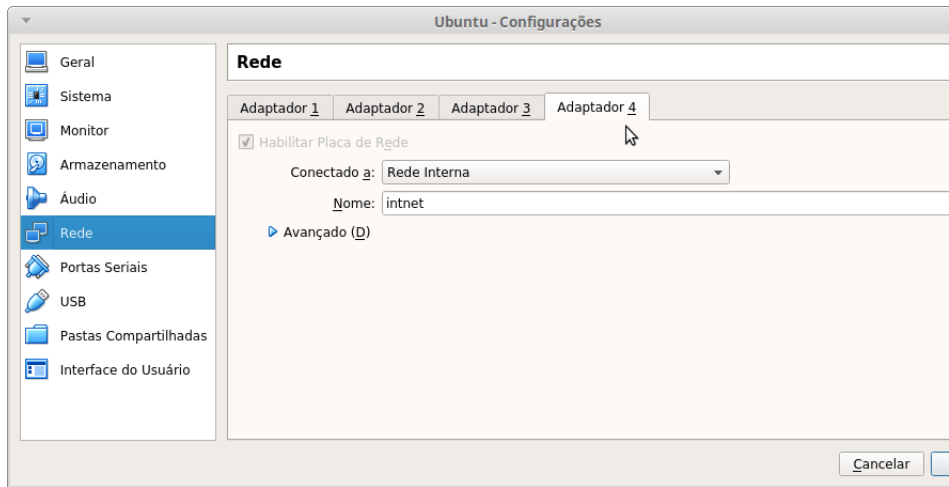 Ubuntu - Configurações
Geral
Sistema
Monitor
Armazenamento
Áudio
Rede
Portas Seriais
USB
Pastas Compartilhadas
Interface do Usuário
Rede
Adaptador 1 Adaptador 2 Adaptador 3 Adaptador 4
Habilitar Placa de Rede
Conectado a: Rede Interna
Nome: intnet
Avançado (D)
Cancelar